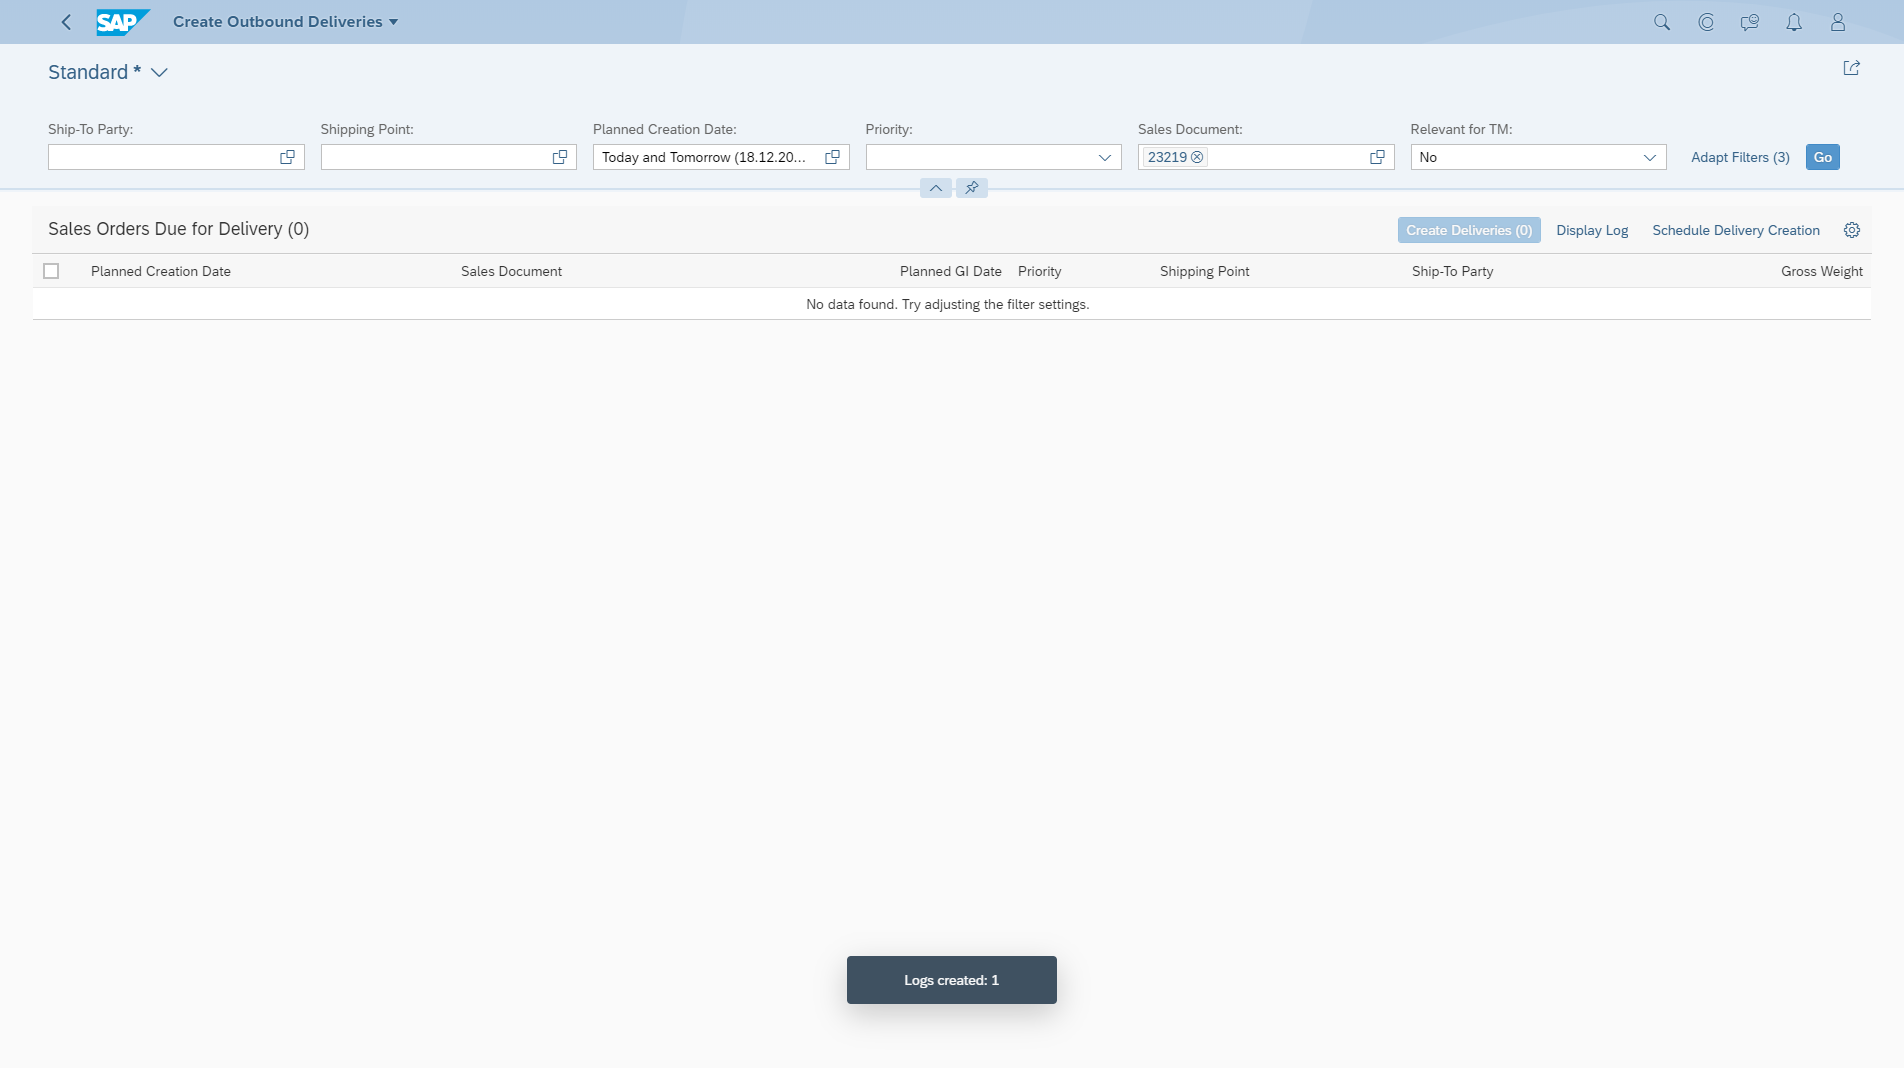 SAP Create Outbound Deliveries
Standard *
Ship-To Party: Shipping Point: Planned Creation Date: Priority: Sales Document: Relevant for TM:
Today and Tomorrow (18.12.20... 23219 No Adapt Filters (3) Go
Sales Orders Due for Delivery (0) Create Deliveries (0) Display Log Schedule Delivery Creation
Planned Creation Date Sales Document Planned GI Date Priority Shipping Point Ship-To Party Gross Weight
No data found. Try adjusting the filter settings.
Logs created: 1